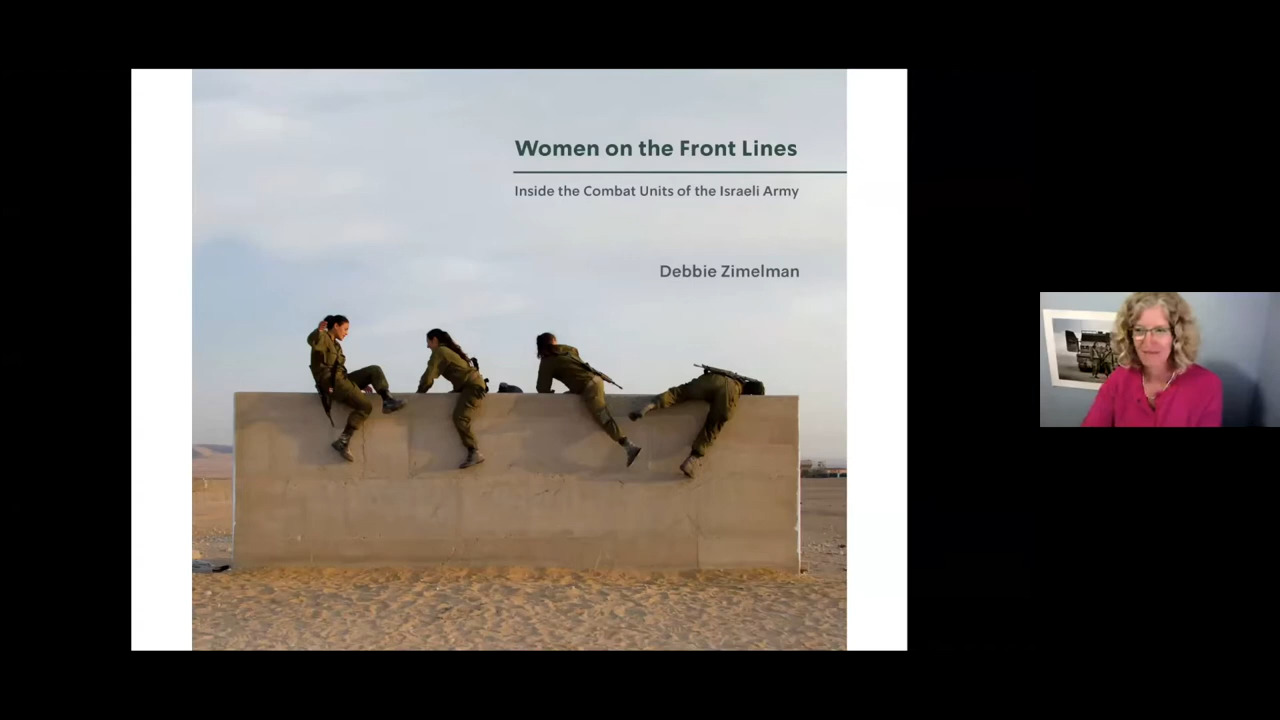 Women on the Front Lines
Inside the Combat Units of the Israeli Army
Debbie Zimelman